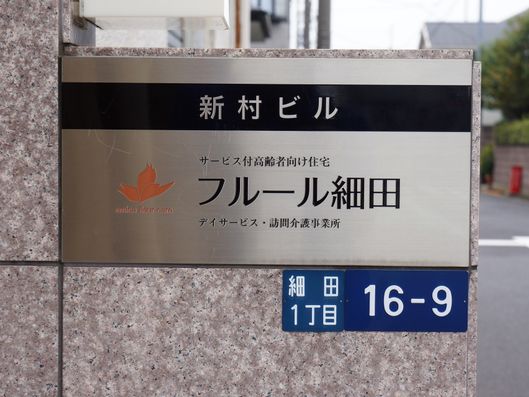 新村ビル
サービス付高齢者向け住宅
フルール細田
デイサービス・訪問介護事業所
細田
1丁目
16-9